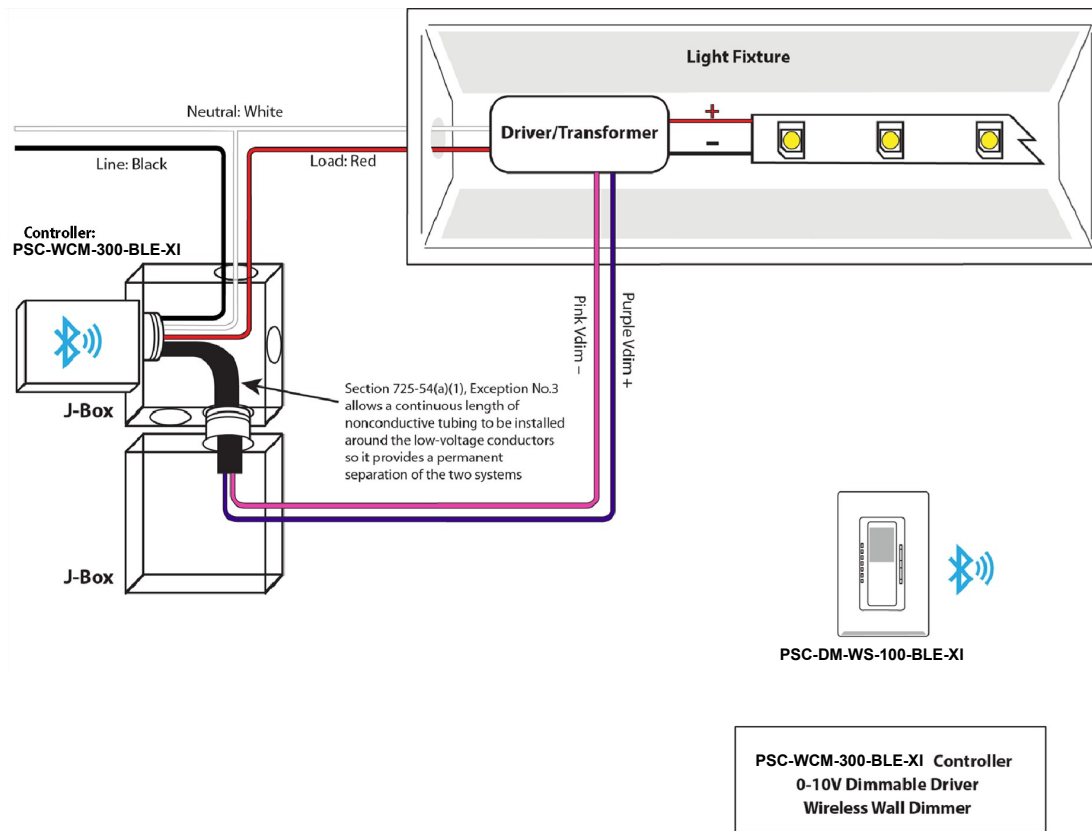 Light Fixture
Neutral: White
Driver/Transformer
+
-
Line: Black
Load: Red
Controller:
PSC-WCM-300-BLE-XI
Pink Vdim –
Purple Vdim +
J-Box
Section 725-54(a)(1), Exception No.3
allows a continuous length of
nonconductive tubing to be installed
around the low-voltage conductors
so it provides a permanent
separation of the two systems
J-Box
PSC-DM-WS-100-BLE-XI
PSC-WCM-300-BLE-XI Controller
0-10V Dimmable Driver
Wireless Wall Dimmer